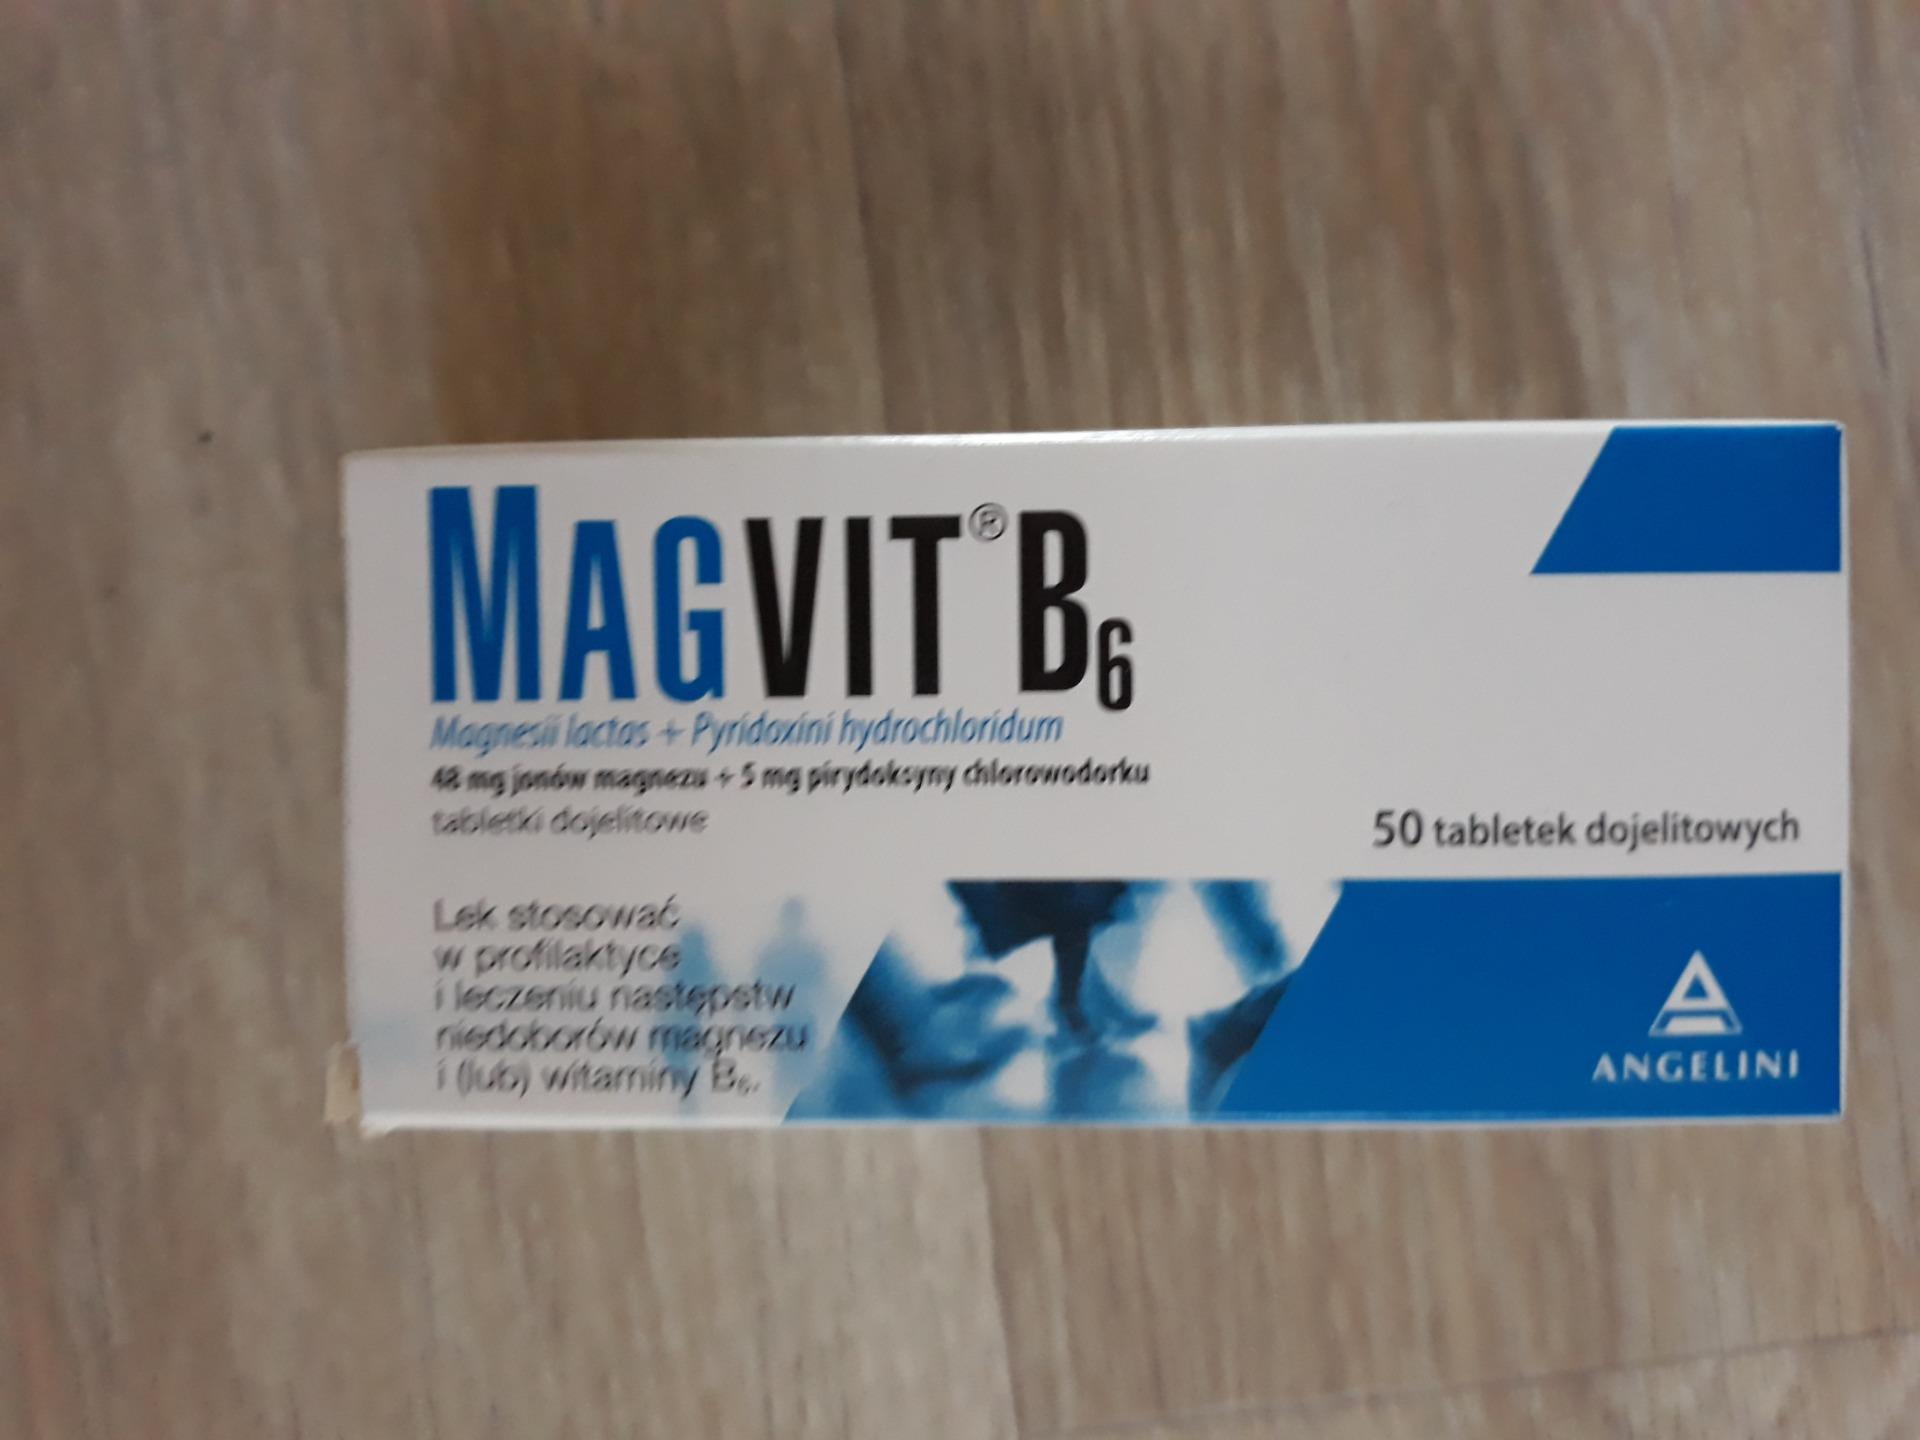 MAGVIT® B6
Magnesii lactas + Pyridoxini hydrochloridum
48 mg jonów magnezu + 5 mg pirydoksyny chlorowodorku
tabletki dojelitowe
50 tabletek dojelitowych
Lek stosować
w profilaktyce
i leczeniu następstw
niedoborów magnezu
i (lub) witaminy B6.
ANGELINI